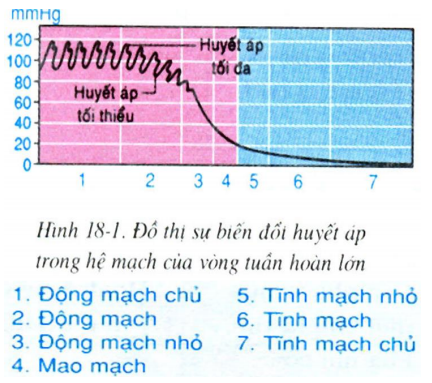 mmHg
120
100
80
60
40
20
0
Huyết áp
tối đa
Huyết áp
tối thiểu
1 2 3 4 5 6 7
Hình 18-1. Đồ thị sự biến đổi huyết áp
trong hệ mạch của vòng tuần hoàn lớn
1. Động mạch chủ
2. Động mạch
3. Động mạch nhỏ
4. Mao mạch
5. Tĩnh mạch nhỏ
6. Tĩnh mạch
7. Tĩnh mạch chủ